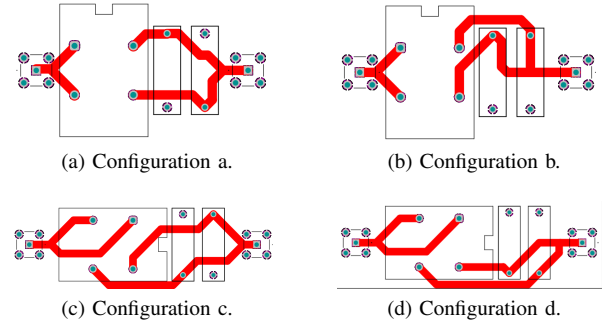 (a) Configuration a.
(b) Configuration b.
(c) Configuration c.
(d) Configuration d.